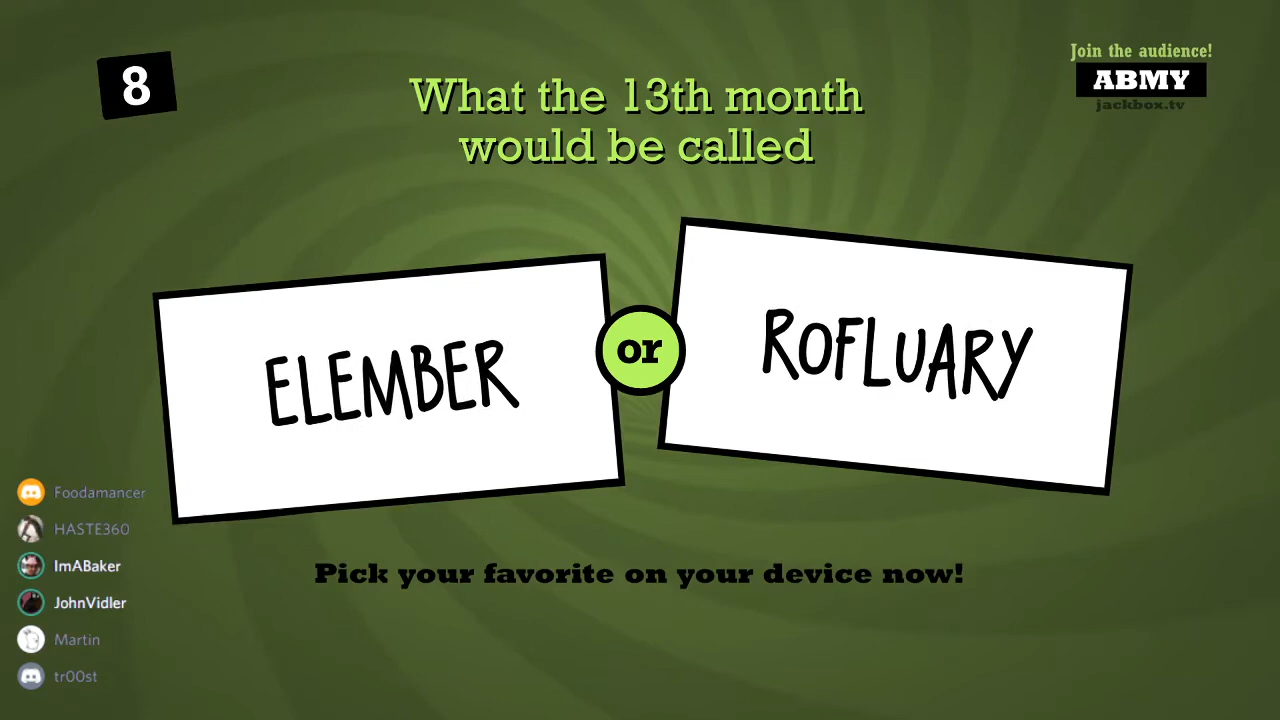 8
What the 13th month
would be called
Join the audience!
ABMY
jackbox.tv
ELEMBER
or
ROFLUARY
Foodamancer
HASTE360
ImABaker
JohnVidler
Martin
tr00st
Pick your favorite on your device now!